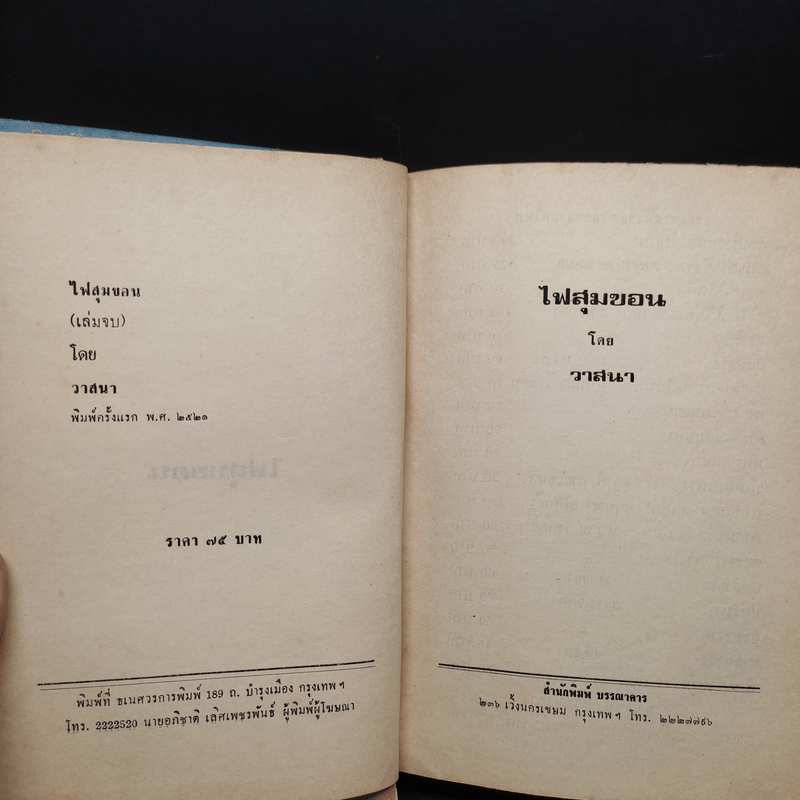 ไฟสุมขอน
(เล่มจบ)
โดย
วาสนา
พิมพ์ครั้งแรก พ.ศ. ๒๕๒๑
ราคา ๗๕ บาท
พิมพ์ที่ ธเนศวรการพิมพ์ 189 ถ. บำรุงเมือง กรุงเทพฯ
โทร. 2222520 นายอภิชาติ เลิศเพชรพันธ์ ผู้พิมพ์ผู้โฆษณา
ไฟสุมขอน
โดย
วาสนา
สำนักพิมพ์ บรรณาคาร
๒๓๖ เวิ้งนครเขษม กรุงเทพฯ โทร. ๒๒๒๗๗๙๖